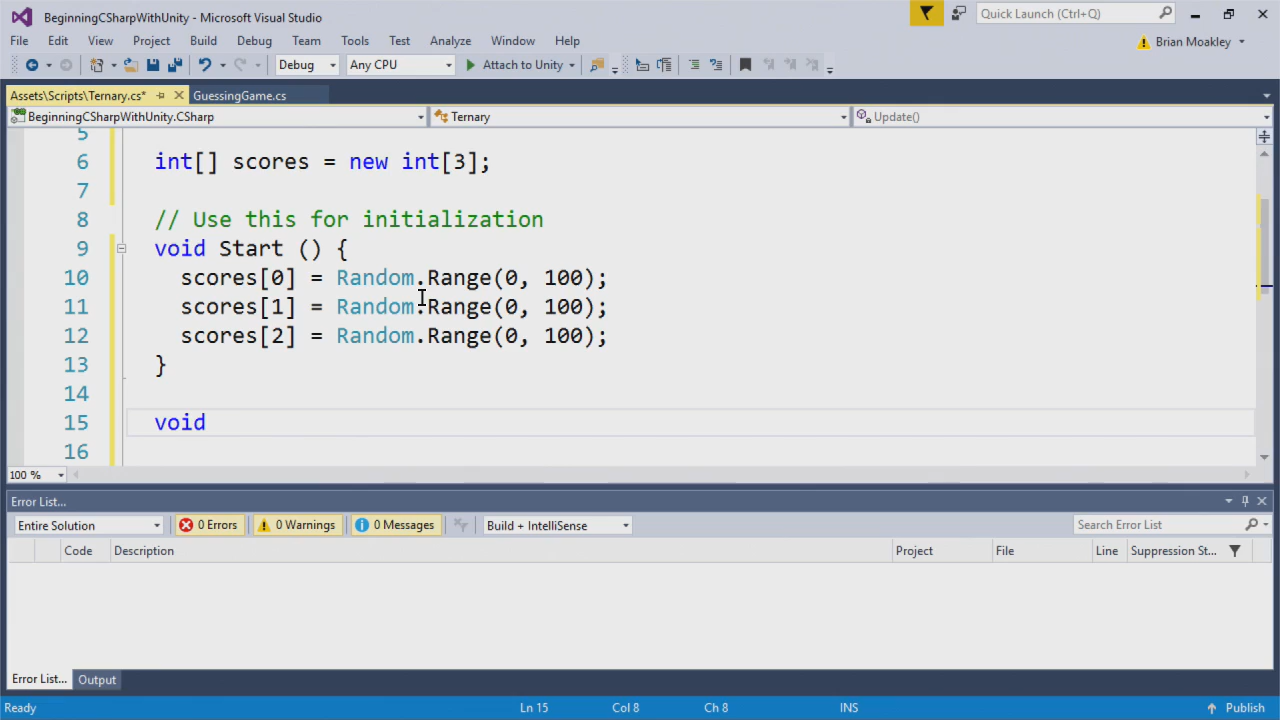 BeginningCSharpWithUnity - Microsoft Visual Studio
Quick Launch (Ctrl+Q)
File Edit View Project Build Debug Team Tools Test Analyze Window Help
Brian Moakley
Debug Any CPU Attach to Unity
Assets\Scripts\Ternary.cs* GuessingGame.cs
BeginningCSharpWithUnity.CSharp Ternary Update()
5
6 int[] scores = new int[3];
7
8 // Use this for initialization
9 void Start () {
10 scores[0] = Random.Range(0, 100);
11 scores[1] = Random.Range(0, 100);
12 scores[2] = Random.Range(0, 100);
13 }
14
15 void
16
100 %
Error List...
Entire Solution 0 Errors 0 Warnings 0 Messages Build + IntelliSense Search Error List
Code Description Project File Line Suppression St...
Error List... Output
Ready Ln 15 Col 8 Ch 8 INS Publish